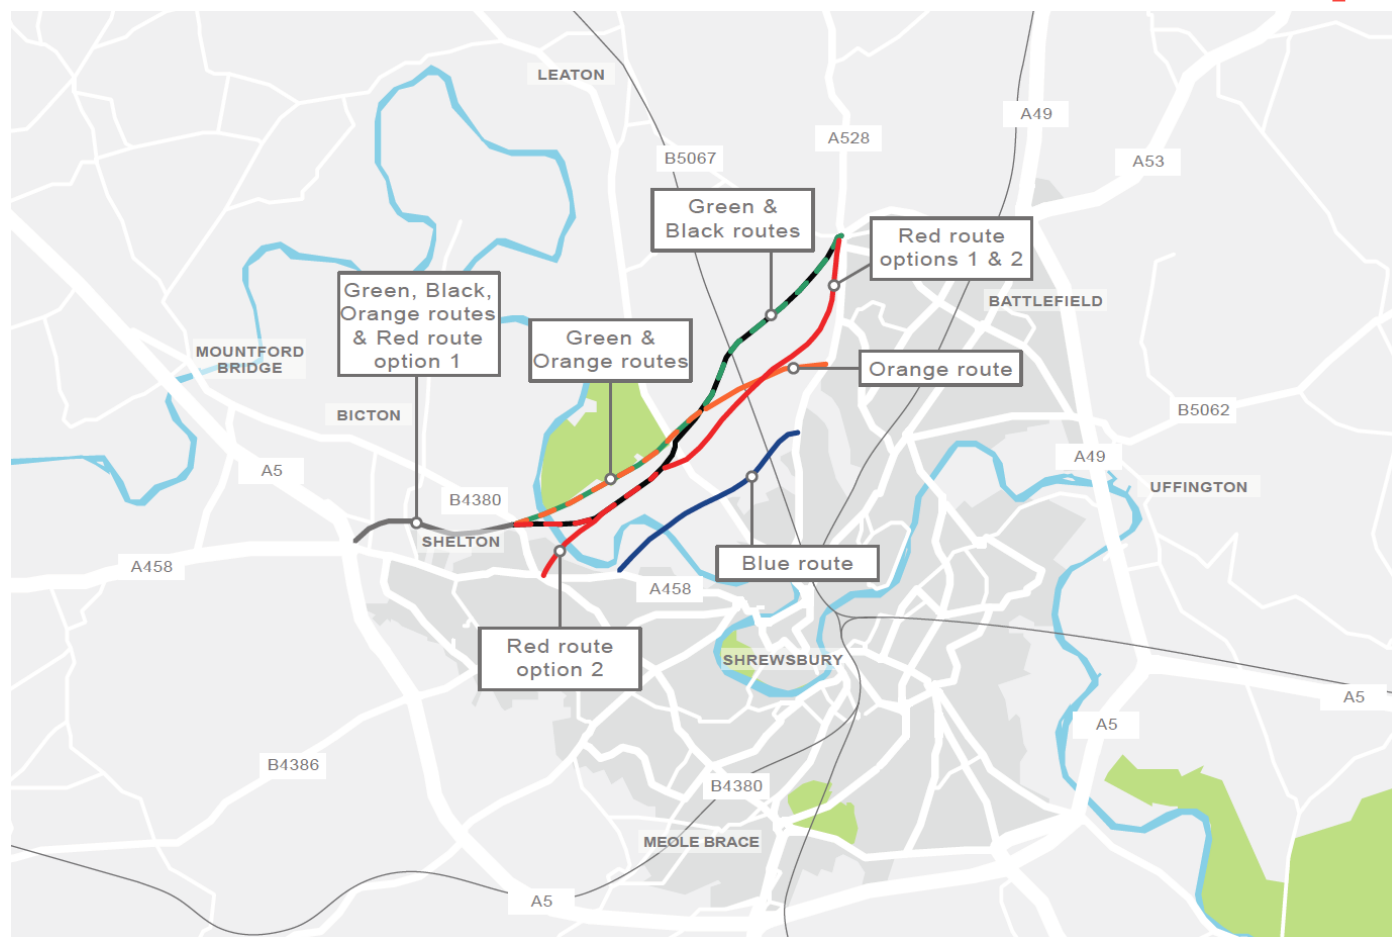 LEATON
A49
A528
B5067
A53
Green &
Black routes
Red route
options 1 & 2
Green, Black,
Orange routes
& Red route
option 1
BATTLEFIELD
Green &
Orange routes
MOUNTFORD
BRIDGE
Orange route
BICTON
B5062
A5
A49
B4380
UFFINGTON
SHELTON
A458
Blue route
A458
Red route
option 2
SHREWSBURY
A5
A5
B4386
B4380
MEOLE BRACE
A5